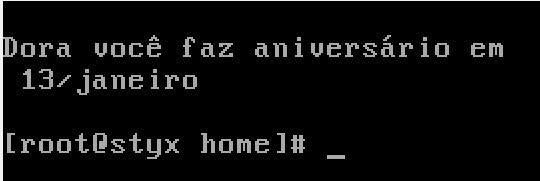 Dora você faz aniversário em
13/janeiro
[root@styx home]# _